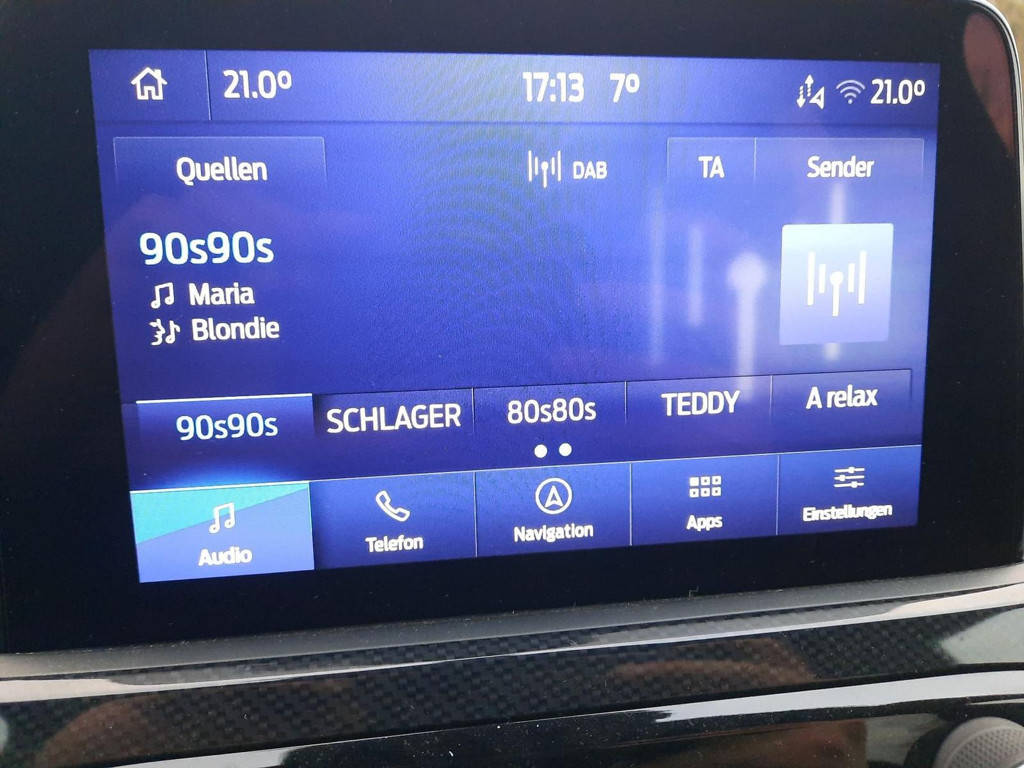 21.0° 17:13 7° 21.0°
Quellen DAB TA Sender
90s90s
Maria
Blondie
90s90s SCHLAGER 80s80s TEDDY A relax
Audio Telefon Navigation Apps Einstellungen